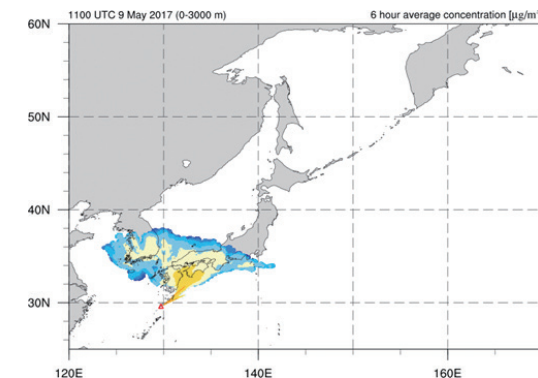 1100 UTC 9 May 2017 (0-3000 m) 6 hour average concentration [µg/m³
60N
50N
40N
30N
120E 140E 160E